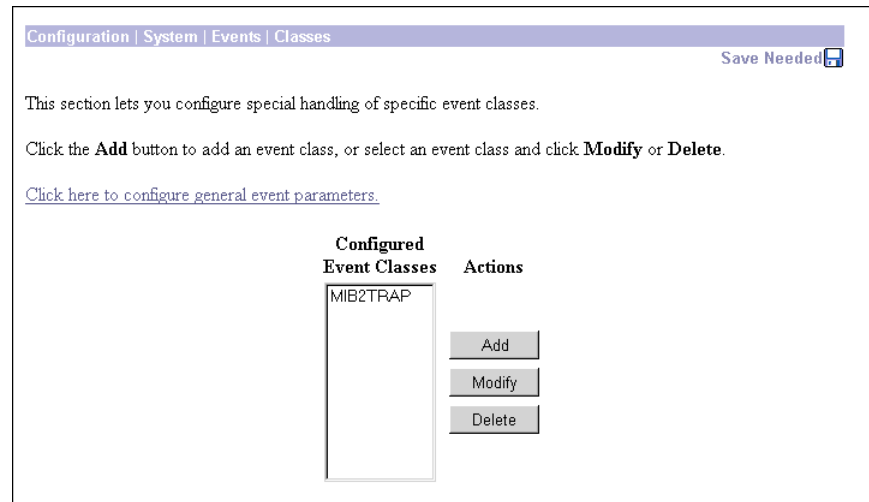 Configuration | System | Events | Classes
Save Needed
This section lets you configure special handling of specific event classes.
Click the Add button to add an event class, or select an event class and click Modify or Delete.
Click here to configure general event parameters.
Configured
Event Classes Actions
MIB2TRAP
Add
Modify
Delete